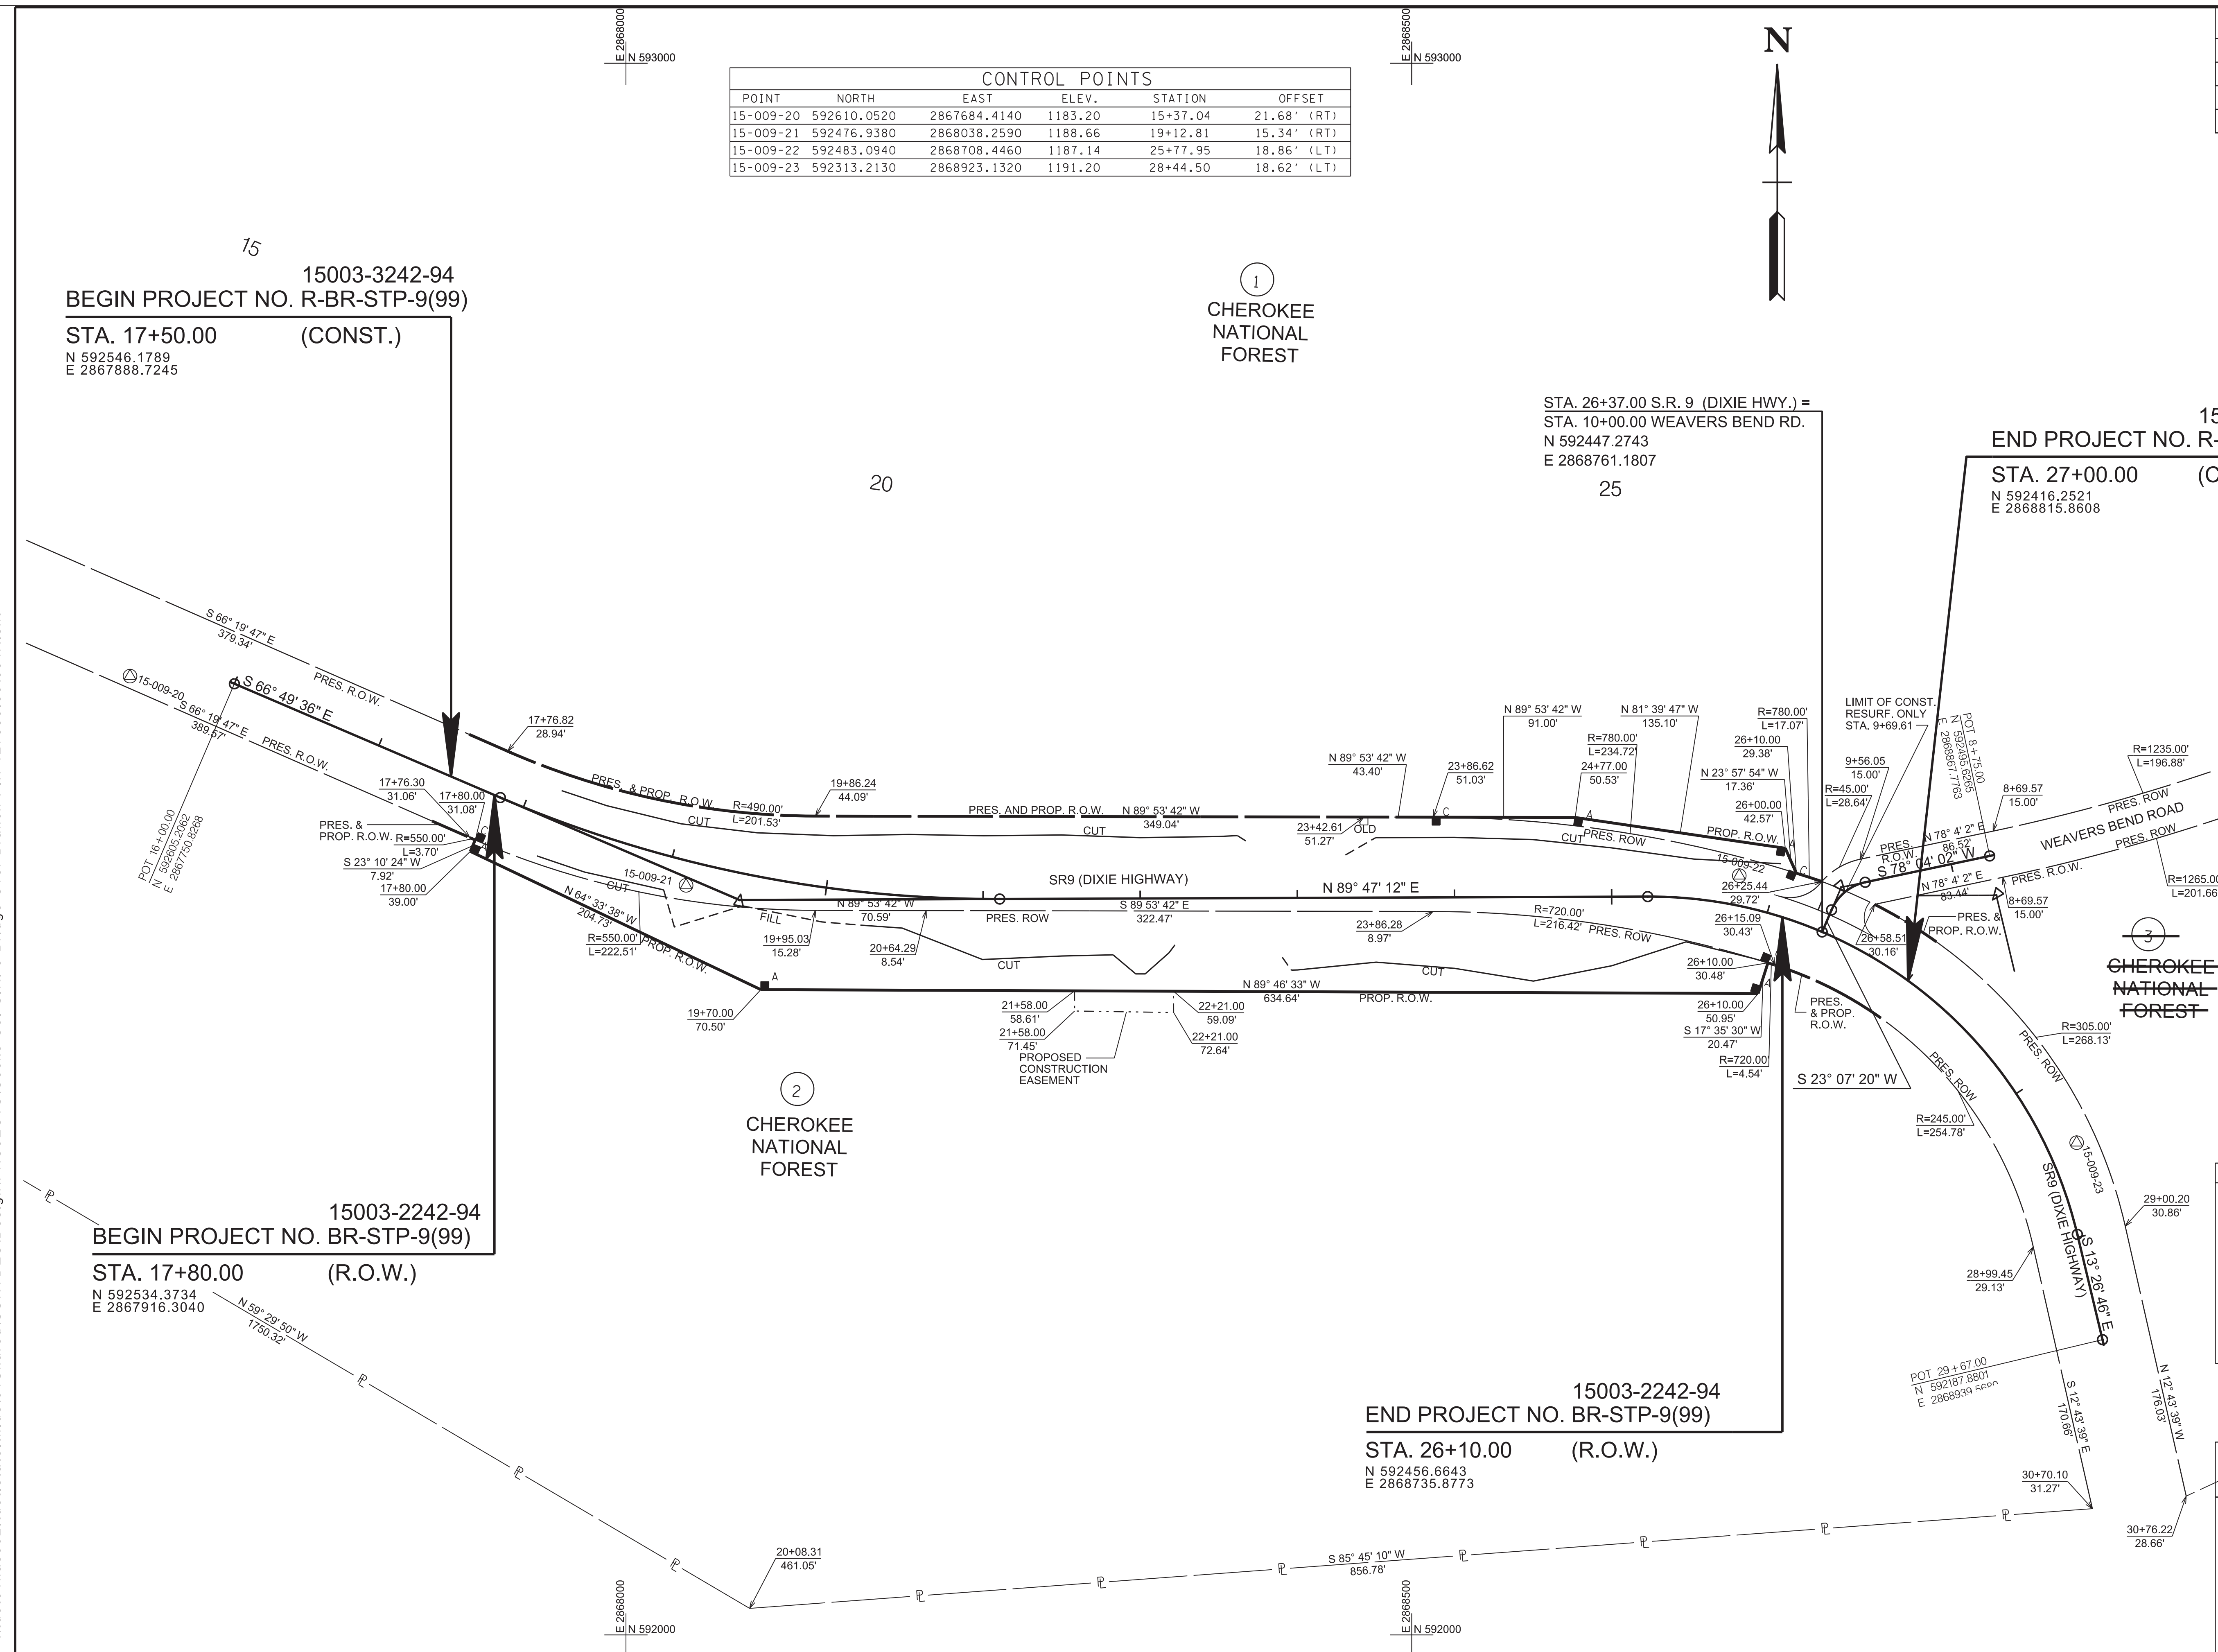 E 2868000
N 593000
E 2868500
N 593000
N
CONTROL POINTS
POINT NORTH EAST ELEV. STATION OFFSET
15-009-20 592610.0520 2867684.4140 1183.20 15+37.04 21.68' (RT)
15-009-21 592476.9380 2868038.2590 1188.66 19+12.81 15.34' (RT)
15-009-22 592483.0940 2868708.4460 1187.14 25+77.95 18.86' (LT)
15-009-23 592313.2130 2868923.1320 1191.20 28+44.50 18.62' (LT)
15
15003-3242-94
BEGIN PROJECT NO. R-BR-STP-9(99)
STA. 17+50.00 (CONST.)
N 592546.1789
E 2867888.7245
1
CHEROKEE
NATIONAL
FOREST
STA. 26+37.00 S.R. 9 (DIXIE HWY.) =
STA. 10+00.00 WEAVERS BEND RD.
N 592447.2743
E 2868761.1807
END PROJECT NO. R-
STA. 27+00.00
N 592416.2521
E 2868815.8608
20
25
S 66° 19' 47" E
379.34'
PRES. R.O.W.
15-009-20
S 66° 49' 36" E
S 66° 19' 47" E
389.57'
PRES. R.O.W.
POT 16+00.00
N 592605.2062
E 2867750.8268
17+76.82
28.94'
PRES. & PROP. R.O.W.
R=490.00'
L=201.53'
19+86.24
44.09'
PRES. AND PROP. R.O.W.
N 89° 53' 42" W
349.04'
CUT
CUT
17+76.30
31.06'
17+80.00
31.08'
PRES. &
PROP. R.O.W.
R=550.00'
L=3.70'
C
A
S 23° 10' 24" W
7.92'
17+80.00
39.00'
15-009-21
CUT
FILL
N 64° 33' 38" W
204.73'
PROP. R.O.W.
R=550.00'
L=222.51'
N 89° 53' 42" W
70.59'
19+95.03
15.28'
20+64.29
8.54'
PRES. ROW
S 89 53' 42" E
322.47'
SR9 (DIXIE HIGHWAY)
N 89° 47' 12" E
CUT
A
19+70.00
70.50'
N 89° 46' 33" W
634.64'
PROP. R.O.W.
21+58.00
58.61'
21+58.00
71.45'
22+21.00
59.09'
22+21.00
72.64'
PROPOSED
CONSTRUCTION
EASEMENT
N 89° 53' 42" W
43.40'
23+86.62
51.03'
23+42.61
51.27'
OLD
C
N 89° 53' 42" W
91.00'
N 81° 39' 47" W
135.10'
R=780.00'
L=234.72'
24+77.00
50.53'
A
CUT
PRES. ROW
PROP. R.O.W.
R=780.00'
L=17.07'
26+10.00
29.38'
N 23° 57' 54" W
17.36'
26+00.00
42.57'
A
C
15-009-22
26+25.44
29.72'
LIMIT OF CONST.
RESURF. ONLY
STA. 9+69.61
9+56.05
15.00'
R=45.00'
L=28.64'
POT 8+75.00
N 592495.6265
E 2868867.7763
R=1235.00'
L=196.88'
8+69.57
15.00'
PRES. ROW
WEAVERS BEND ROAD
PRES. ROW
PRES.
R.O.W.
N 78° 4' 2" E
86.52'
S 78° 04' 02" W
N 78° 4' 2" E
83.44'
PRES. R.O.W.
R=1265.00
L=201.66
8+69.57
15.00'
PRES. &
PROP. R.O.W.
26+58.51
30.16'
3
CHEROKEE
NATIONAL
FOREST
23+86.28
8.97'
R=720.00'
L=216.42'
PRES. ROW
CUT
26+15.09
30.43'
26+10.00
30.48'
26+10.00
50.95'
A
S 17° 35' 30" W
20.47'
R=720.00'
L=4.54'
PRES.
& PROP.
R.O.W.
S 23° 07' 20" W
PRES. ROW
R=305.00'
L=268.13'
PRES. ROW
R=245.00'
L=254.78'
15-009-23
SR9 (DIXIE HIGHWAY)
S 13° 26' 46" E
29+00.20
30.86'
28+99.45
29.13'
2
CHEROKEE
NATIONAL
FOREST
15003-2242-94
BEGIN PROJECT NO. BR-STP-9(99)
STA. 17+80.00 (R.O.W.)
N 592534.3734
E 2867916.3040
N 59° 29' 50" W
1750.32'
15003-2242-94
END PROJECT NO. BR-STP-9(99)
STA. 26+10.00 (R.O.W.)
N 592456.6643
E 2868735.8773
POT 29+67.00
N 592187.8801
E 2868939.5680
S 12° 43' 39" E
170.66'
N 12° 43' 39" W
176.03'
30+70.10
31.27'
30+76.22
28.66'
20+08.31
461.05'
S 85° 45' 10" W
856.78'
E 2868000
N 592000
E 2868500
N 592000